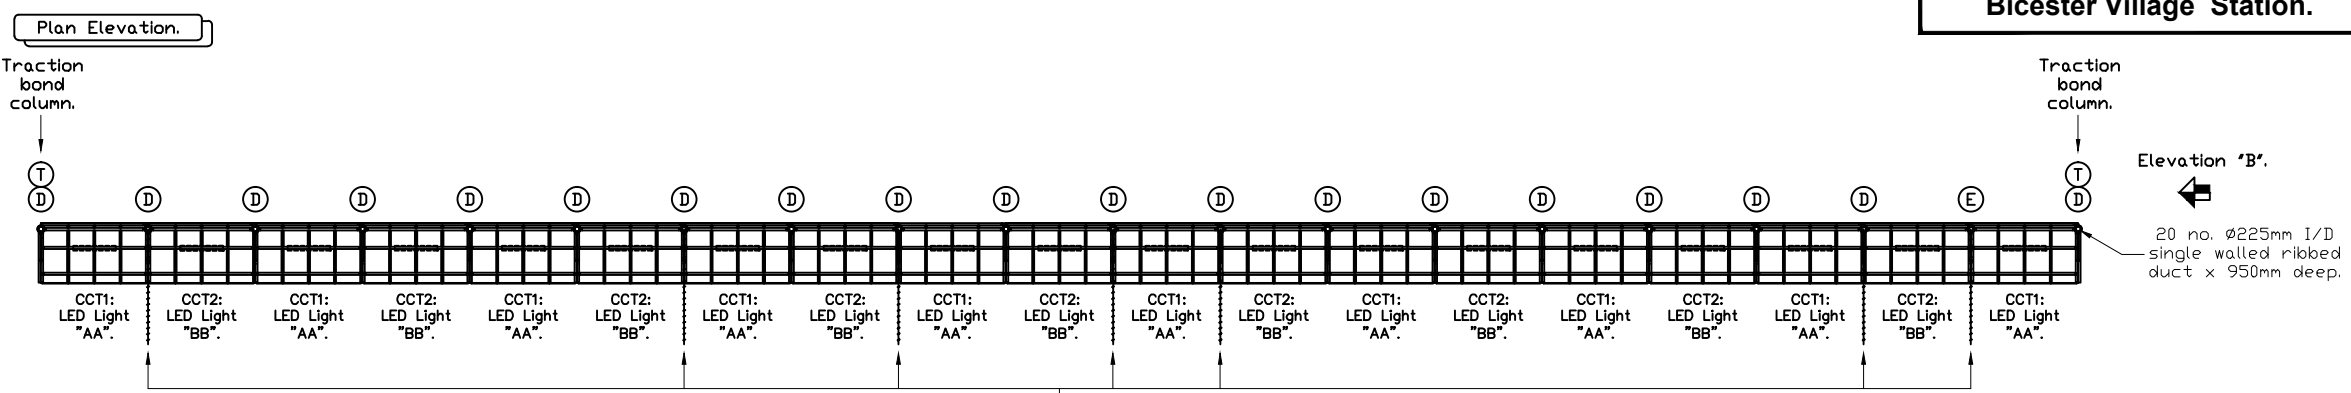 Bicester Village Station.
Plan Elevation.
Traction
bond
column.
Traction
bond
column.
T
T
Elevation "B".
D D D D D D D D D D D D D D D D D D E D
20 no. Ø225mm I/D
single walled ribbed
duct x 950mm deep.
CCT1: CCT2: CCT1: CCT2: CCT1: CCT2: CCT1: CCT2: CCT1: CCT2: CCT1: CCT2: CCT1: CCT2: CCT1: CCT2: CCT1: CCT2: CCT1:
LED Light LED Light LED Light LED Light LED Light LED Light LED Light LED Light LED Light LED Light LED Light LED Light LED Light LED Light LED Light LED Light LED Light LED Light LED Light
"AA". "BB". "AA". "BB". "AA". "BB". "AA". "BB". "AA". "BB". "AA". "BB". "AA". "BB". "AA". "BB". "AA". "BB". "AA".